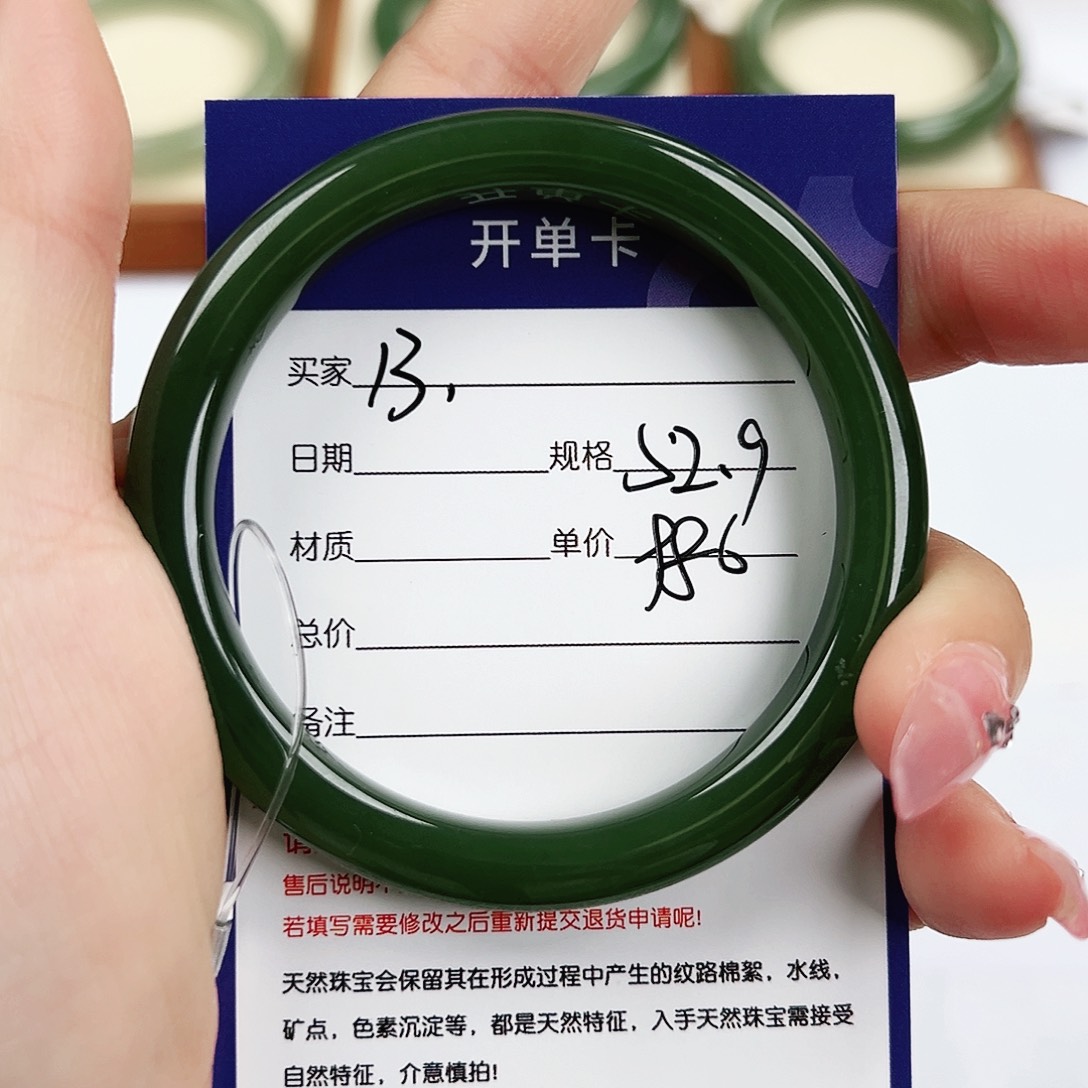 开单卡
买家 13.
日期 规格 52.9
材质 单价
总价
备注
售后说明
若填写需要修改之后重新提交退货申请呢!
天然珠宝会保留其在形成过程中产生的纹路棉絮，水线，
矿点，色素沉淀等，都是天然特征，入手天然珠宝需接受
自然特征，介意慎拍!